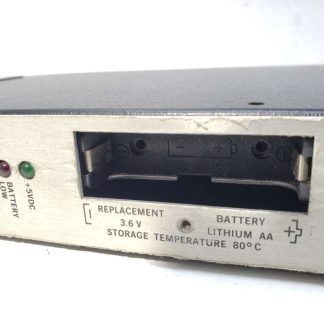 +5VDC
BATTERY
LOW
REPLACEMENT BATTERY
3.6 V LITHIUM AA
STORAGE TEMPERATURE 80°C